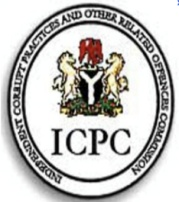 INDEPENDENT CORRUPT PRACTICES AND OTHER RELATED OFFENCES COMMISSION
ICPC